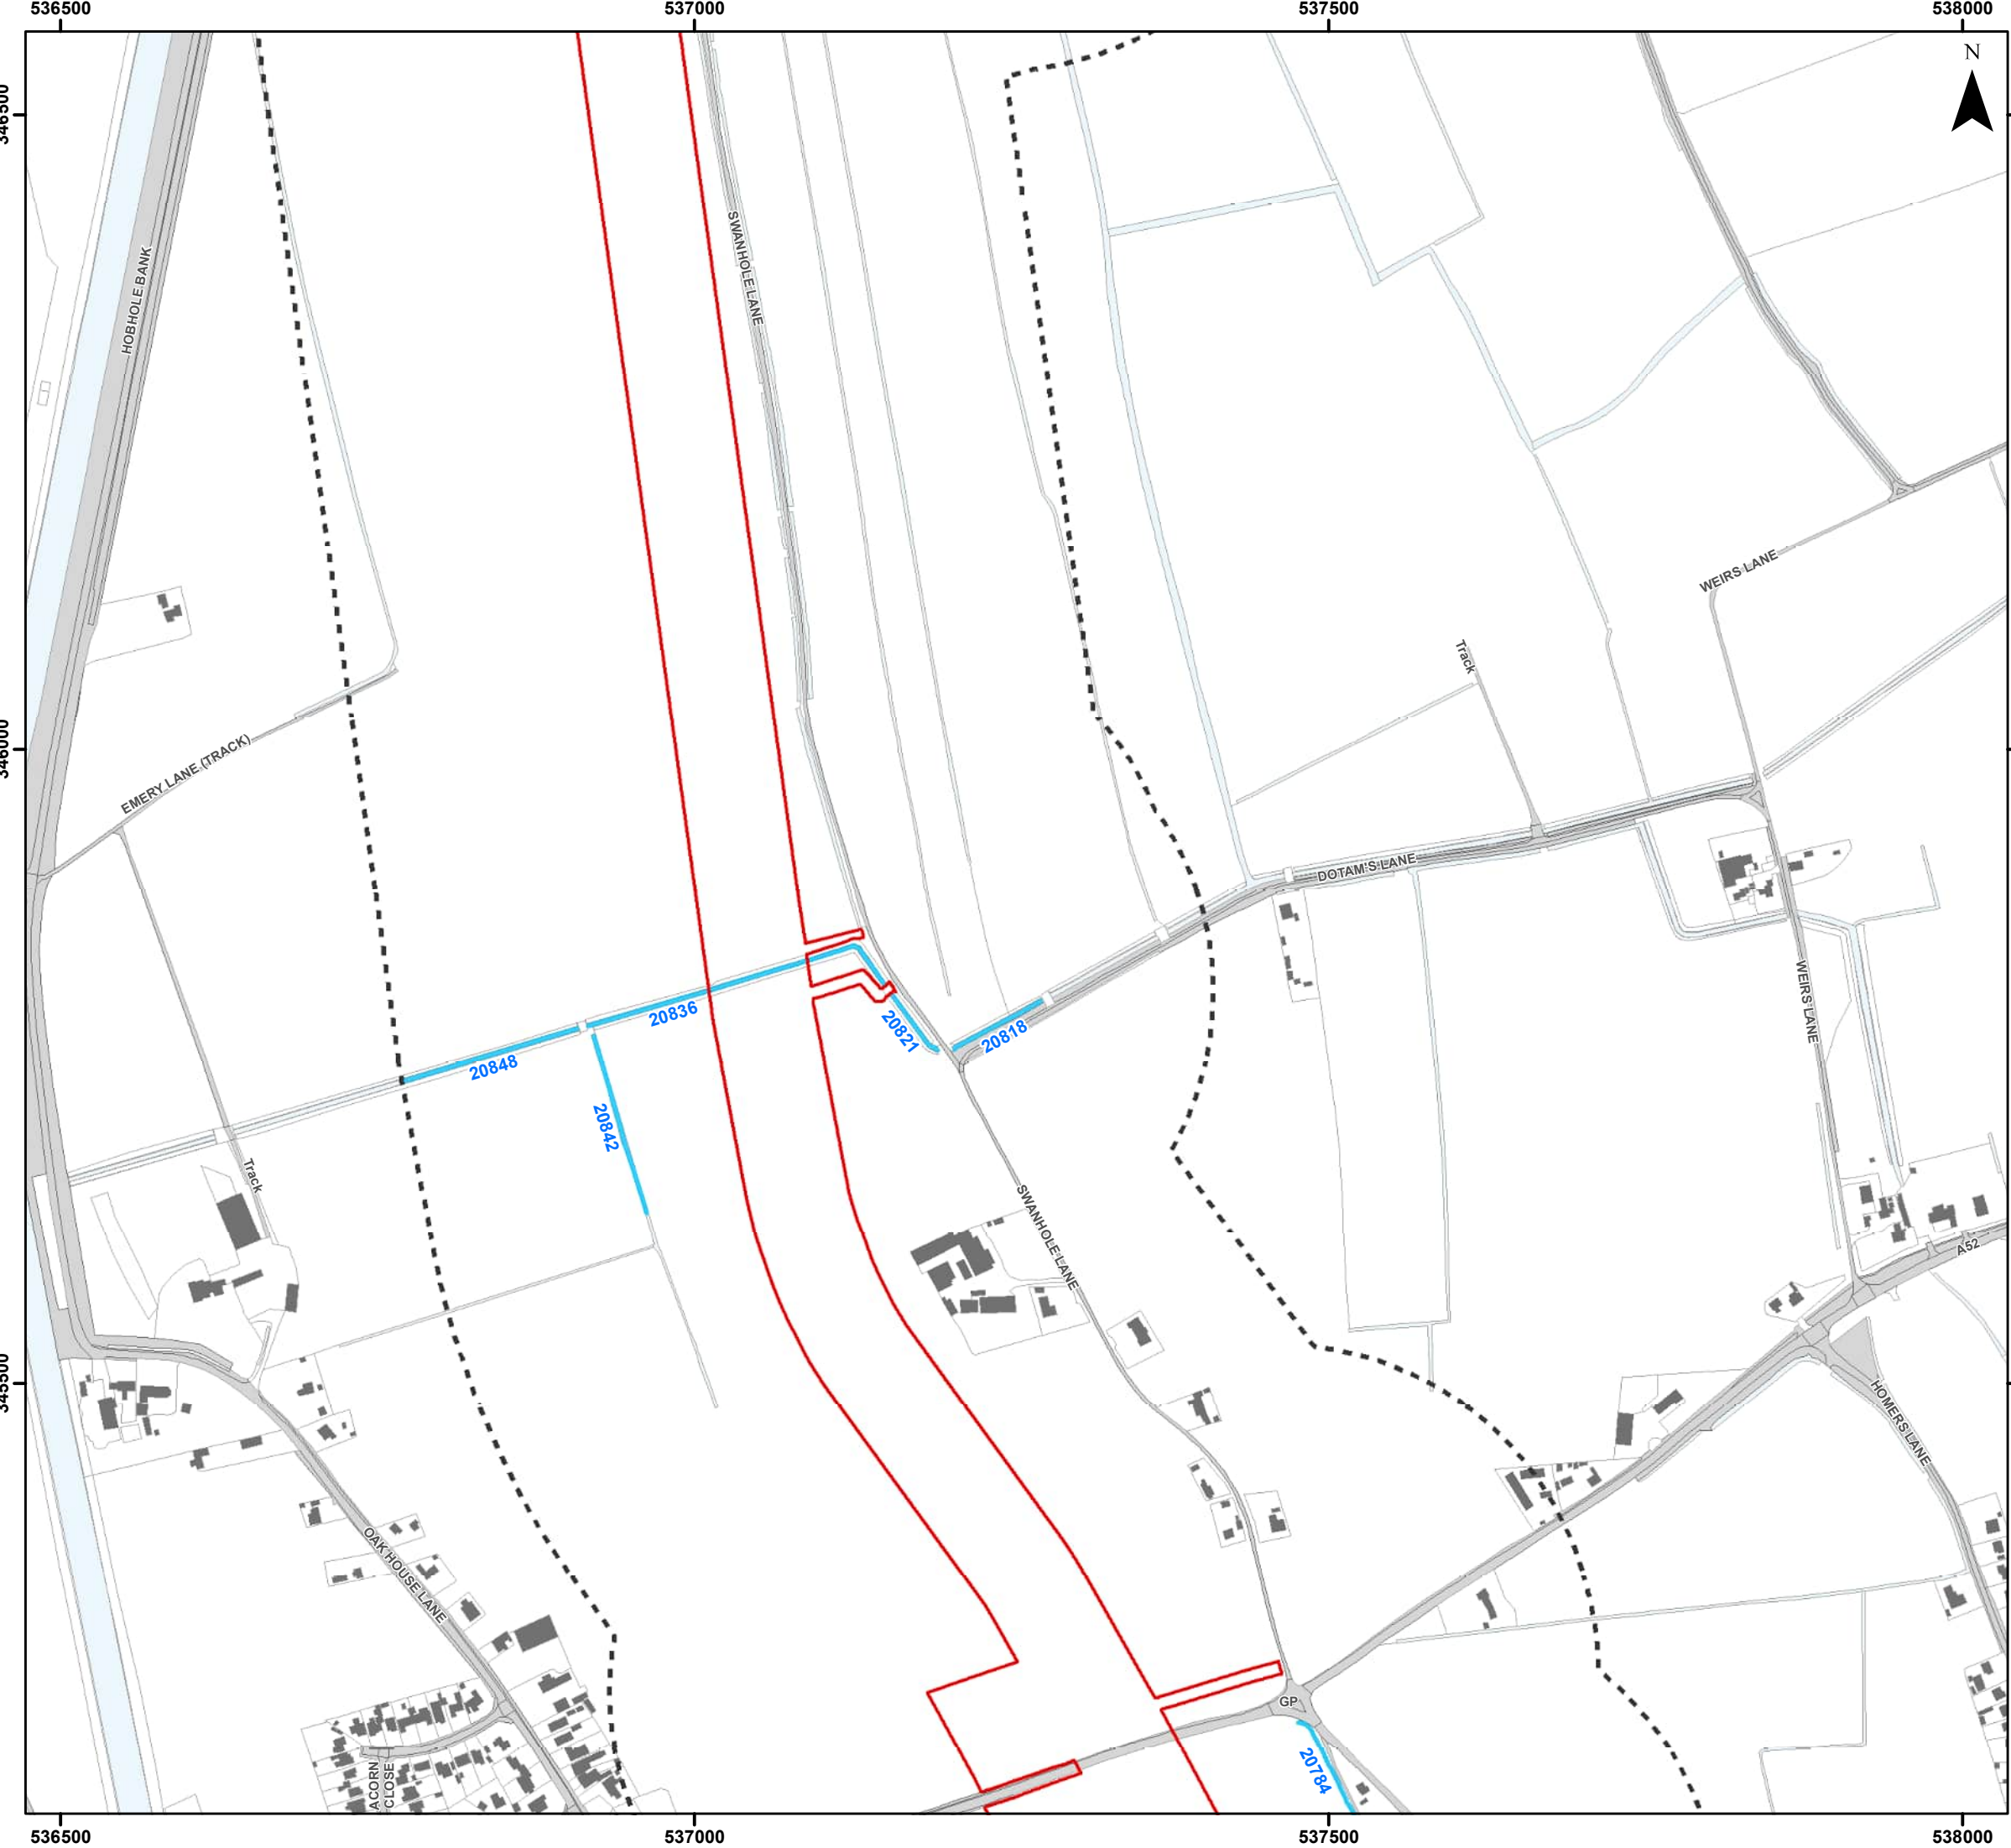 536500
537000
537500
538000
N
346500
SWANHOLE LANE
HOBHOLE BANK
WEIRS LANE
Track
346000
EMERY LANE (TRACK)
DOTAM'S LANE
WEIRS LANE
20836
20821
20818
20848
20842
Track
SWANHOLE LANE
A52
345500
HOMERS LANE
OAK HOUSE LANE
GP
20784
ACORN
CLOSE
536500
537000
537500
538000